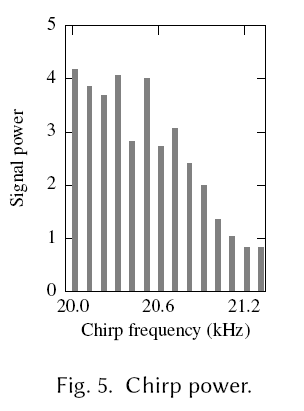 5
4
3
2
1
0
Signal power
20.0 20.6 21.2
Chirp frequency (kHz)
Fig. 5. Chirp power.